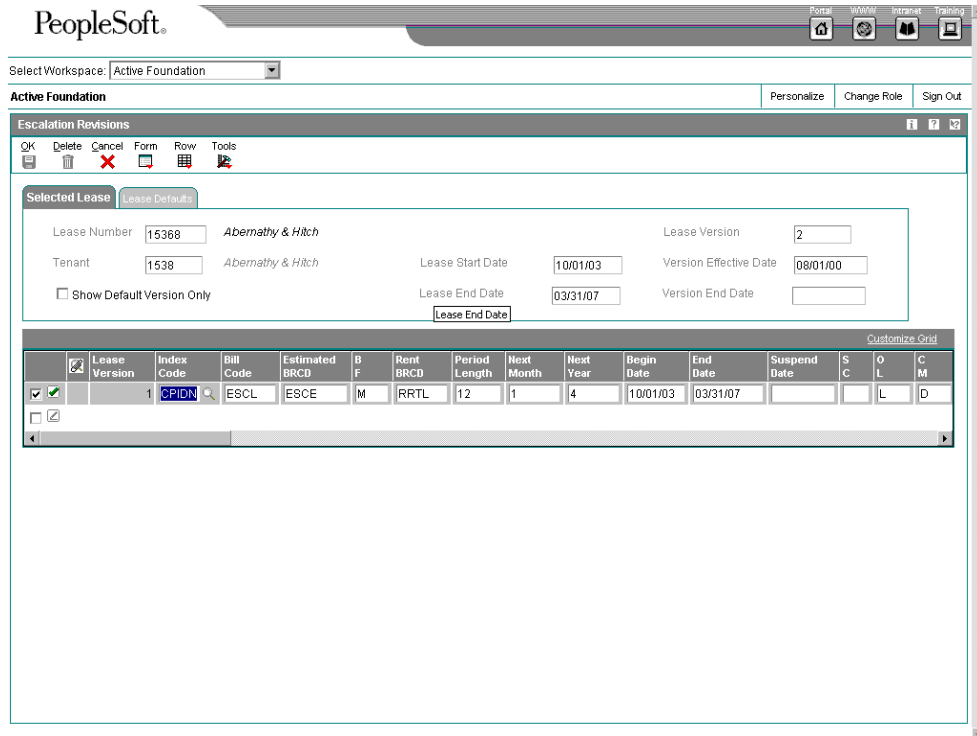 PeopleSoft®
Portal WWW Intranet Training
Select Workspace: Active Foundation
Active Foundation Personalize Change Role Sign Out
Escalation Revisions i ? ?
OK Delete Cancel Form Row Tools
Selected Lease Lease Defaults
Lease Number 15368 Abernathy & Hitch Lease Version 2
Tenant 1538 Abernathy & Hitch Lease Start Date 10/01/03 Version Effective Date 08/01/00
Show Default Version Only Lease End Date 03/31/07 Version End Date
Lease End Date
Customize Grid
Lease Index Bill Estimated B Rent Period Next Next Begin End Suspend S O C
Version Code Code BRCD F BRCD Length Month Year Date Date Date C L M
1 CPIDN ESCL ESCE M RRTL 12 1 4 10/01/03 03/31/07 L D